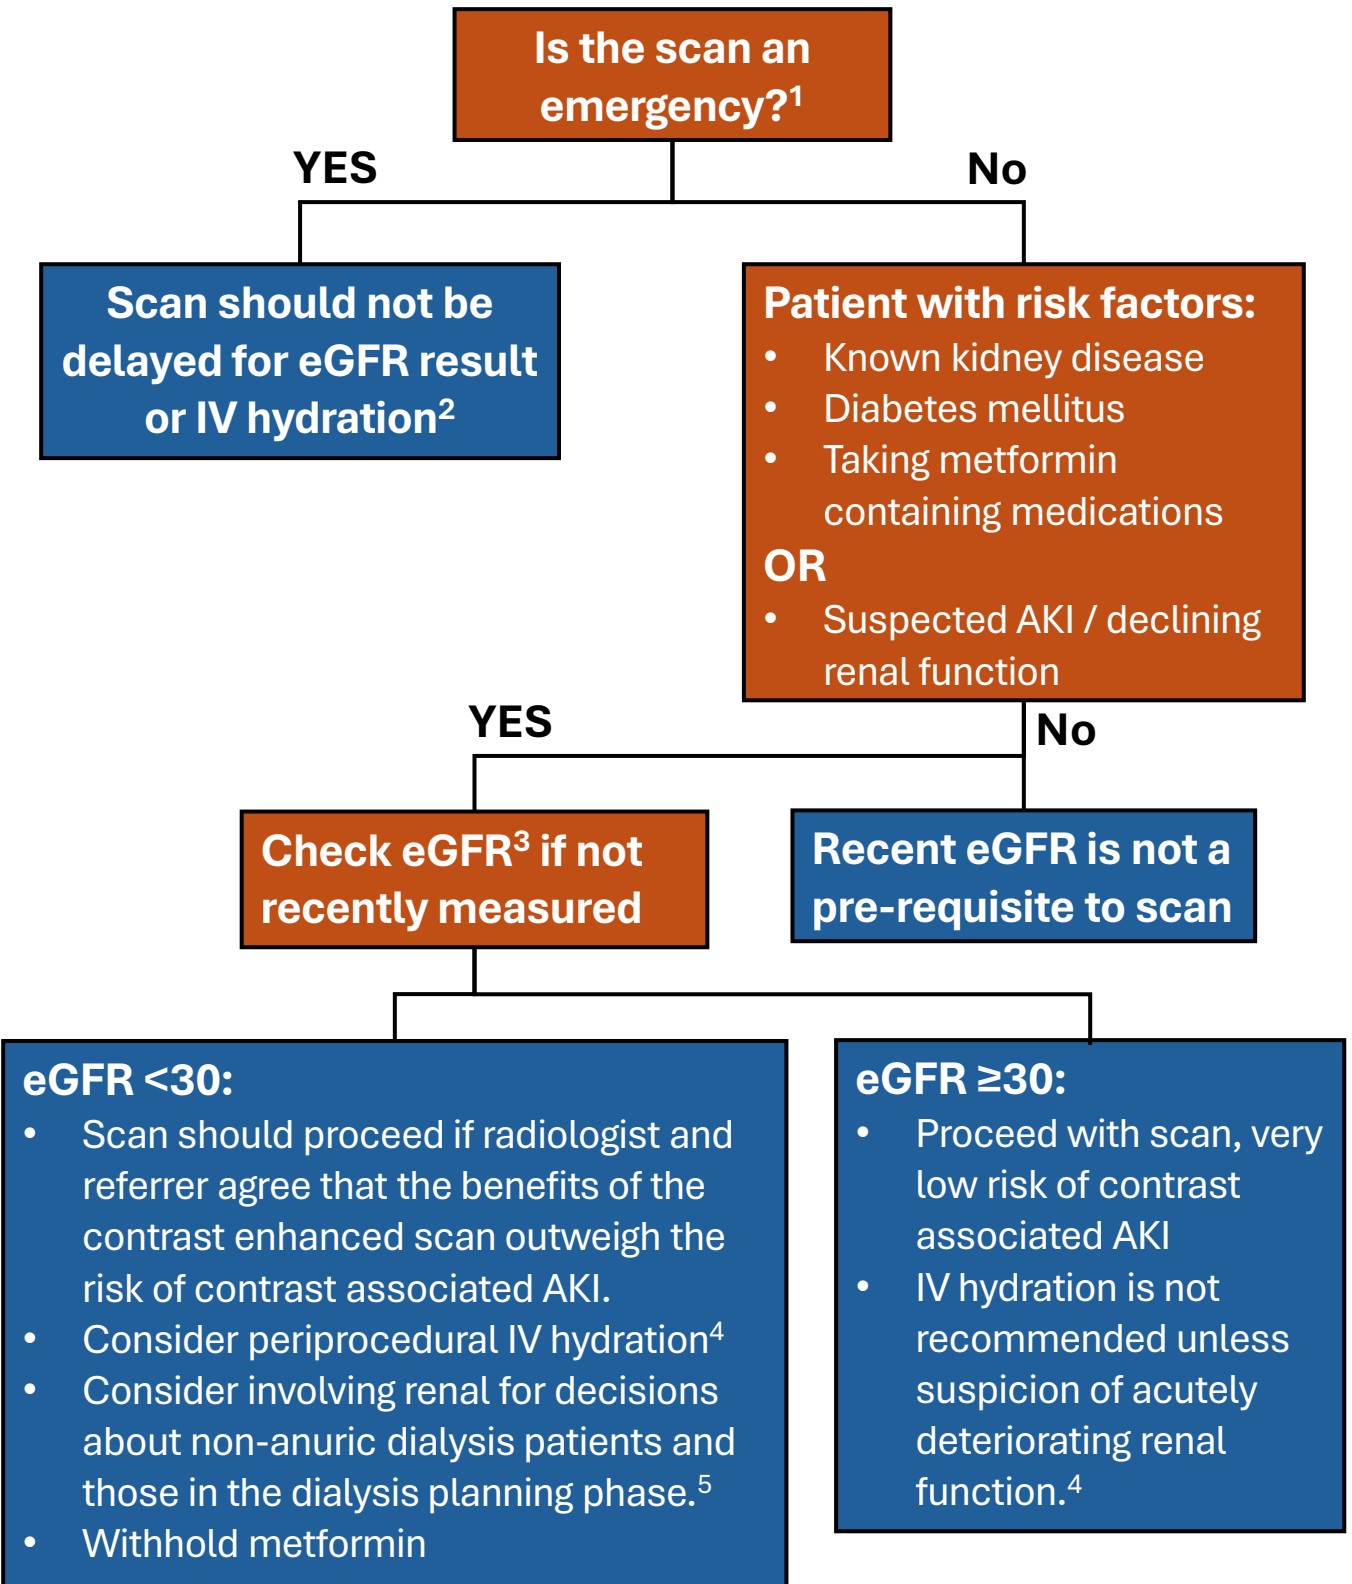 Is the scan an
emergency?¹
YES
No
Scan should not be
delayed for eGFR result
or IV hydration²
Patient with risk factors:
• Known kidney disease
• Diabetes mellitus
• Taking metformin
containing medications
OR
• Suspected AKI / declining
renal function
YES
No
Check eGFR³ if not
recently measured
Recent eGFR is not a
pre-requisite to scan
eGFR <30:
• Scan should proceed if radiologist and
referrer agree that the benefits of the
contrast enhanced scan outweigh the
risk of contrast associated AKI.
• Consider periprocedural IV hydration⁴
• Consider involving renal for decisions
about non-anuric dialysis patients and
those in the dialysis planning phase.⁵
• Withhold metformin
eGFR ≥30:
• Proceed with scan, very
low risk of contrast
associated AKI
• IV hydration is not
recommended unless
suspicion of acutely
deteriorating renal
function.⁴